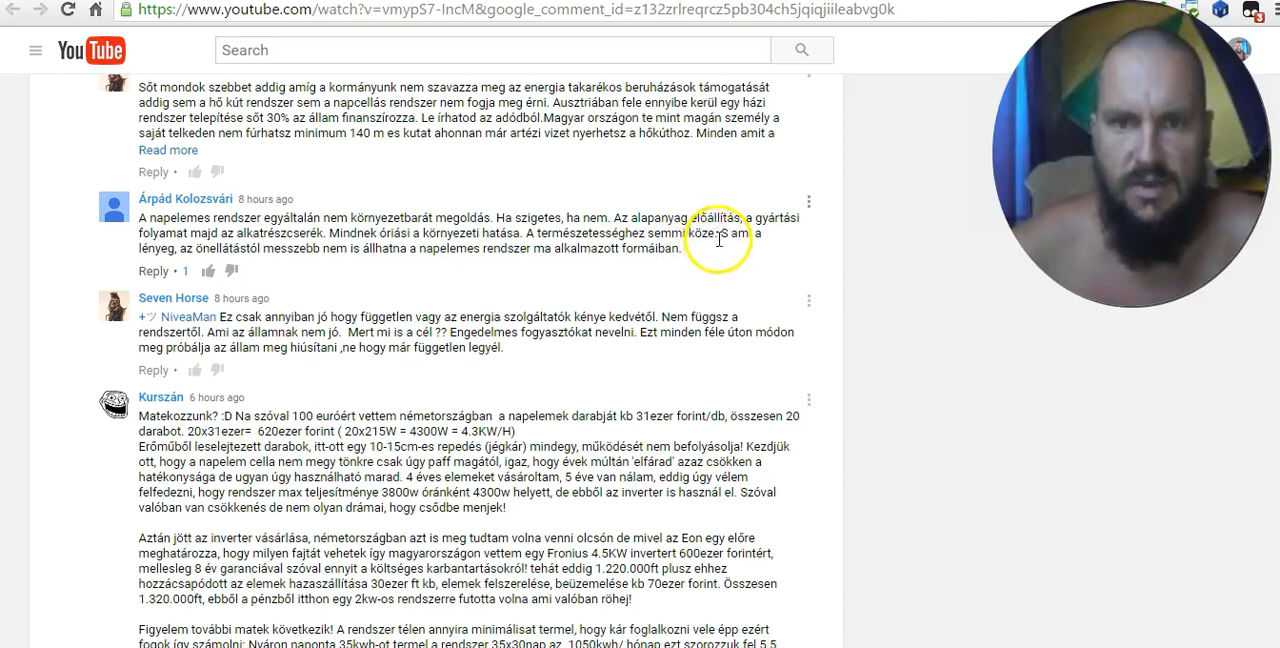 https://www.youtube.com/watch?v=vmypS7-IncM&google_comment_id=z132zrlreqrcz5pb304ch5jqiqjiileabvg0k
3
YouTube
Search
Sőt mondok szebbet addig amíg a kormányunk nem szavazza meg az energia takarékos beruházások támogatását
addig sem a hő kút rendszer sem a napcellás rendszer nem fogja meg érni. Ausztriában fele ennyibe kerül egy házi
rendszer telepítése sőt 30% az állam finanszírozza. Le írhatod az adódból.Magyar országon te mint magán személy a
saját telkeden nem fúrhatsz minimum 140 m es kutat ahonnan már artézi vizet nyerhetsz a hőkúthoz. Minden amit a
Read more
Reply •
Árpád Kolozsvári 8 hours ago
A napelemes rendszer egyáltalán nem környezetbarát megoldás. Ha szigetes, ha nem. Az alapanyag előállítás, a gyártási
folyamat majd az alkatrészcserék. Mindnek óriási a környezeti hatása. A természetességhez semmi köze. S ami a
lényeg, az önellátástól messzebb nem is állhatna a napelemes rendszer ma alkalmazott formáiban.
Reply • 1
Seven Horse 8 hours ago
+ツ NiveaMan Ez csak annyiban jó hogy független vagy az energia szolgáltatók kénye kedvétől. Nem függsz a
rendszertől. Ami az államnak nem jó. Mert mi is a cél ?? Engedelmes fogyasztókat nevelni. Ezt minden féle úton módon
meg próbálja az állam meg hiúsítani ,ne hogy már független legyél.
Reply •
Kurszán 6 hours ago
Matekozzunk? :D Na szóval 100 euróért vettem németországban a napelemek darabját kb 31ezer forint/db, összesen 20
darabot. 20x31ezer= 620ezer forint ( 20x215W = 4300W = 4.3KW/H)
Erőműből leselejtezett darabok, itt-ott egy 10-15cm-es repedés (jégkár) mindegy, működését nem befolyásolja! Kezdjük
ott, hogy a napelem cella nem megy tönkre csak úgy paff magától, igaz, hogy évek múltán 'elfárad' azaz csökken a
hatékonysága de ugyan úgy használható marad. 4 éves elemeket vásároltam, 5 éve van nálam, eddig úgy vélem
felfedezni, hogy rendszer max teljesítménye 3800w óránként 4300w helyett, de ebből az inverter is használ el. Szóval
valóban van csökkenés de nem olyan drámai, hogy csődbe menjek!
Aztán jött az inverter vásárlása, németországban azt is meg tudtam volna venni olcsón de mivel az Eon egy előre
meghatározza, hogy milyen fajtát vehetek így magyarországon vettem egy Fronius 4.5KW invertert 600ezer forintért,
mellesleg 8 év garanciával szóval ennyit a költséges karbantartásokról! tehát eddig 1.220.000ft plusz ehhez
hozzácsapódott az elemek hazaszállítása 30ezer ft kb, elemek felszerelése, beüzemelése kb 70ezer forint. Összesen
1.320.000ft, ebből a pénzből itthon egy 2kw-os rendszerre futotta volna ami valóban röhej!
Figyelem további matek következik! A rendszer télen annyira minimálisat termel, hogy kár foglalkozni vele épp ezért
fogok így számolni: Nyáron naponta 35kwh-ot termel a rendszer 35x30nap az 1050kwh/ hónap ezt szorozzuk fel 5.5